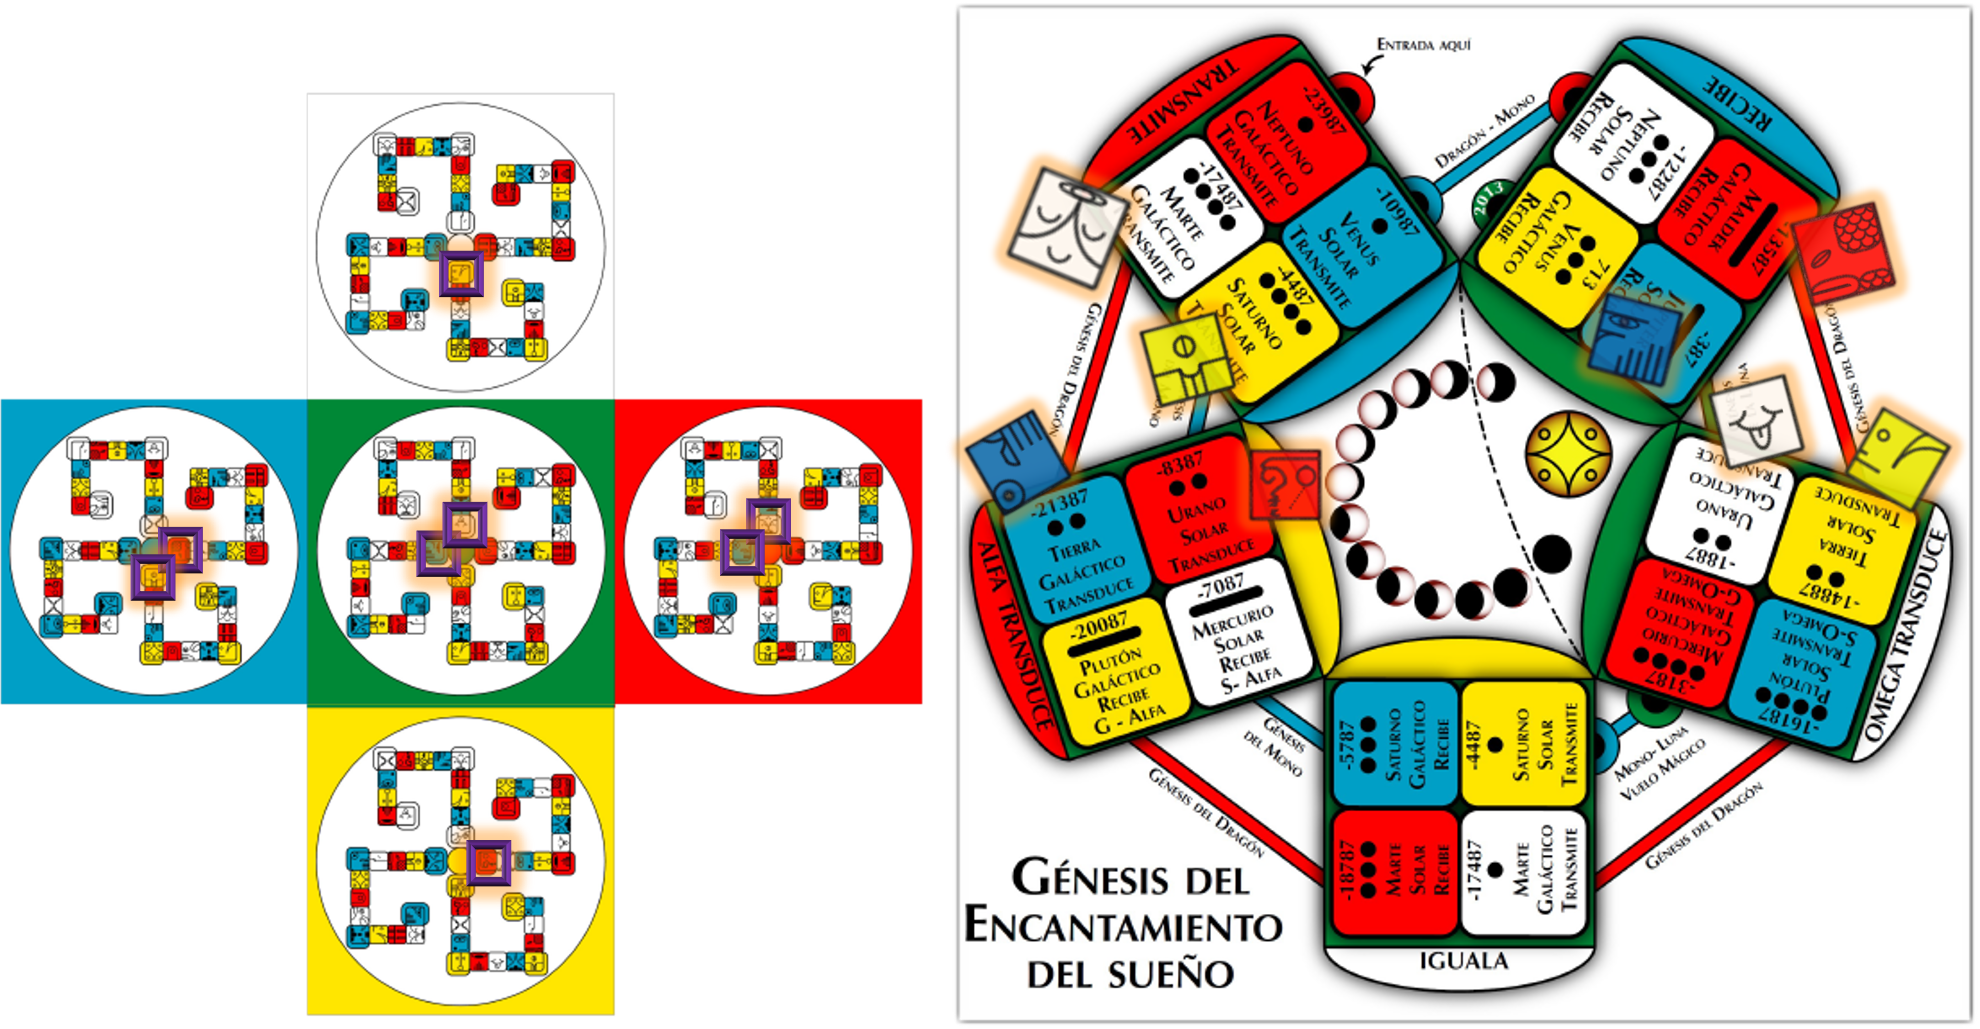 ENTRADA AQUÍ
TRANSMITE
-23987
NEPTUNO
GALÁCTICO
TRANSMITE
-17487
MARTE
GALÁCTICO
TRANSMITE
-10987
VENUS
SOLAR
TRANSMITE
-4487
SATURNO
SOLAR
DRAGÓN - MONO
2013
RECIBE
-12287
NEPTUNO
SOLAR
RECIBE
-13587
MALDEK
GALÁCTICO
RECIBE
713
VENUS
GALÁCTICO
RECIBE
-387
GÉNESIS DEL DRAGÓN
GÉNESIS DEL DRAGÓN
ALFA TRANSDUCE
-21387
TIERRA
GALÁCTICO
TRANSDUCE
-8387
URANO
SOLAR
TRANSDUCE
-20087
PLUTÓN
GALÁCTICO
RECIBE
G - ALFA
-7087
MERCURIO
SOLAR
RECIBE
S- ALFA
OMEGA TRANSDUCE
-1887
URANO
GALÁCTICO
TRANSDUCE
-14887
TIERRA
SOLAR
TRANSDUCE
-3187
MERCURIO
GALÁCTICO
TRANSMITE
G-OMEGA
-16187
PLUTÓN
SOLAR
TRANSMITE
S-OMEGA
GÉNESIS
DEL MONO
GÉNESIS DEL DRAGÓN
MONO- LUNA
VUELO MÁGICO
GÉNESIS DEL DRAGÓN
-5787
SATURNO
GALÁCTICO
RECIBE
-4487
SATURNO
SOLAR
TRANSMITE
-18787
MARTE
SOLAR
RECIBE
-17487
MARTE
GALÁCTICO
TRANSMITE
IGUALA
GÉNESIS DEL
ENCANTAMIENTO
DEL SUEÑO